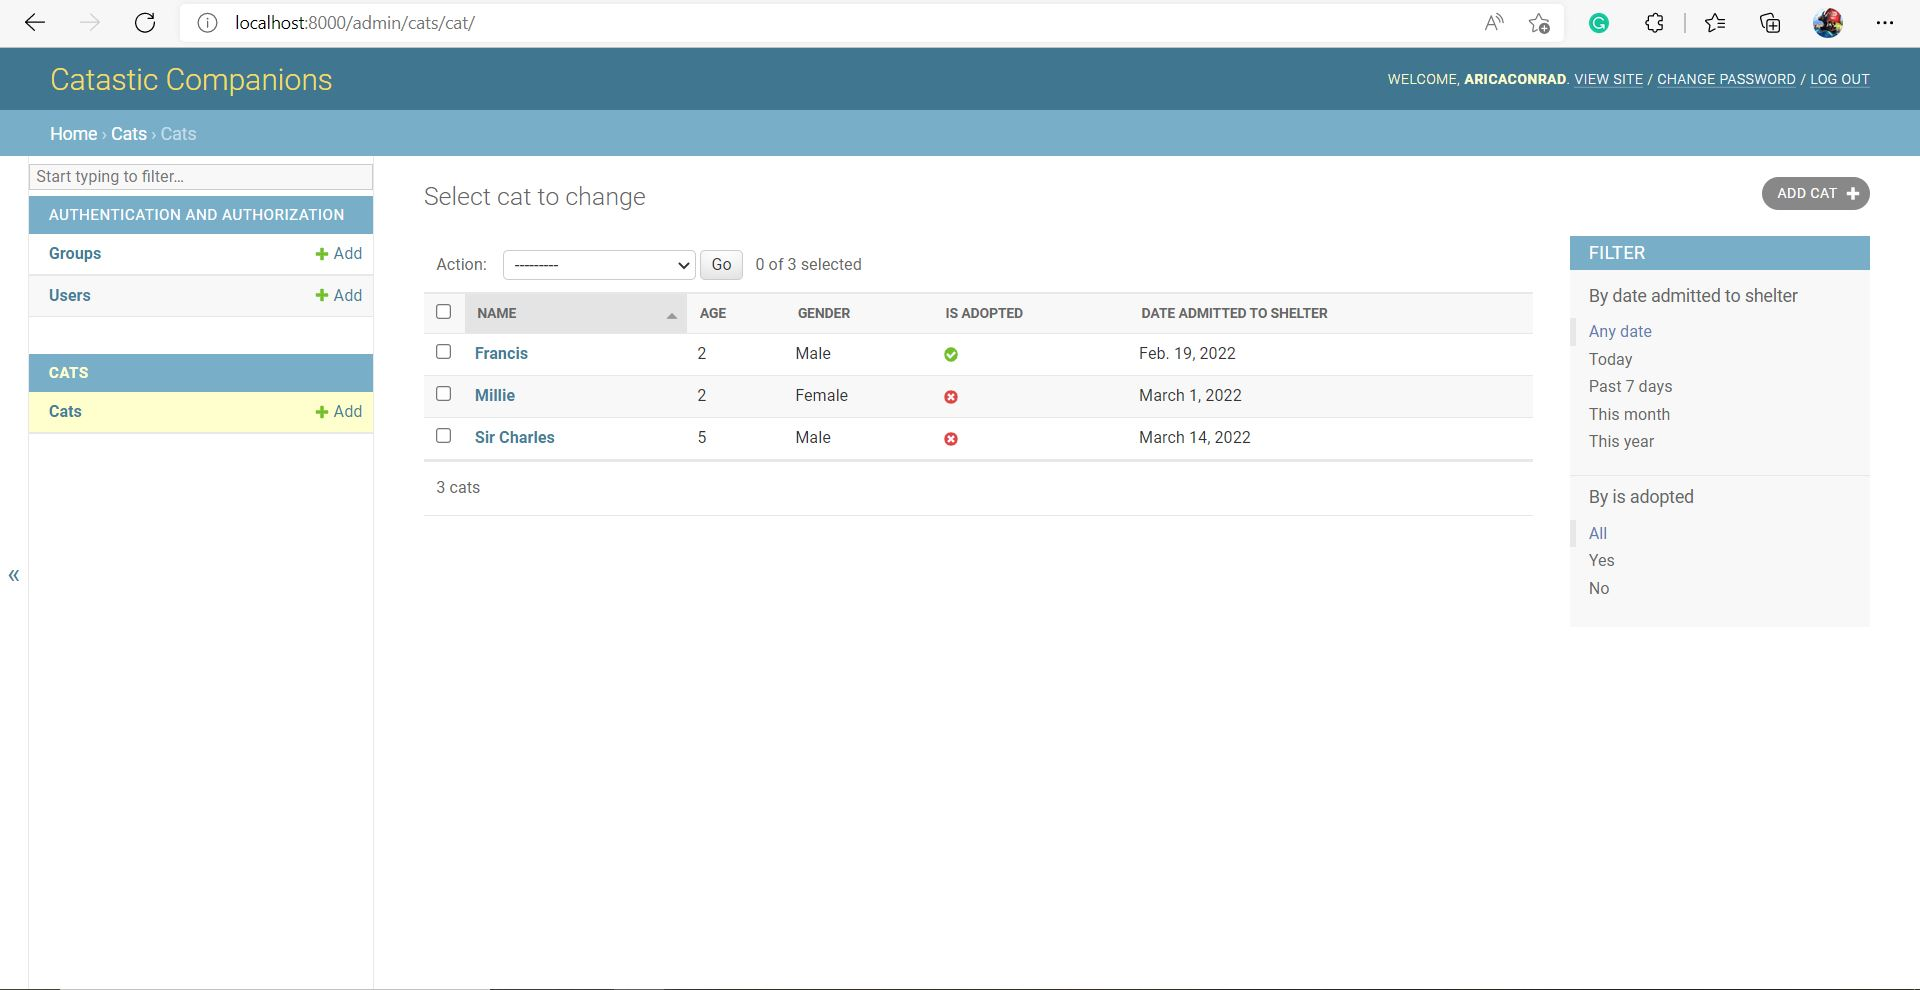 localhost:8000/admin/cats/cat/
Catastic Companions
WELCOME, ARICACONRAD. VIEW SITE / CHANGE PASSWORD / LOG OUT
Home › Cats › Cats
Start typing to filter...
AUTHENTICATION AND AUTHORIZATION
Groups + Add
Users + Add
CATS
Cats + Add
«
Select cat to change
ADD CAT +
Action: --------- Go 0 of 3 selected
NAME AGE GENDER IS ADOPTED DATE ADMITTED TO SHELTER
Francis 2 Male Feb. 19, 2022
Millie 2 Female March 1, 2022
Sir Charles 5 Male March 14, 2022
3 cats
FILTER
By date admitted to shelter
Any date
Today
Past 7 days
This month
This year
By is adopted
All
Yes
No